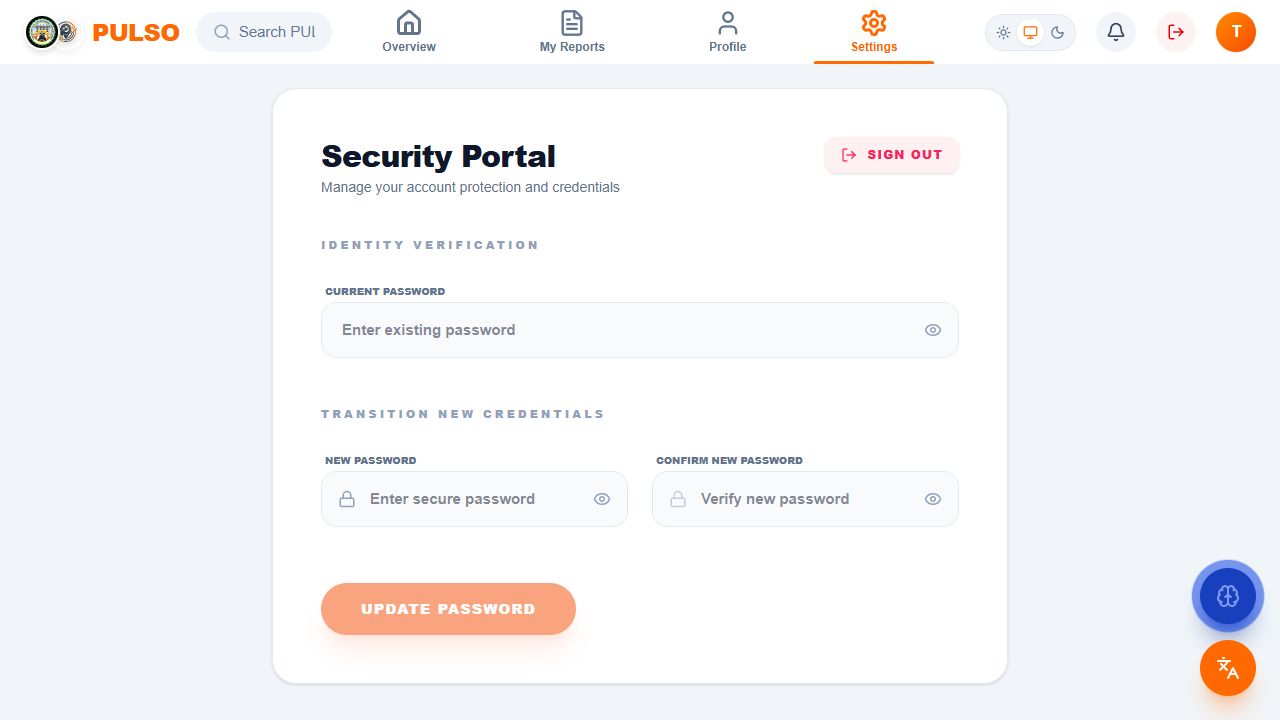 PULSO
Search PUL
Overview
My Reports
Profile
Settings
T
Security Portal
SIGN OUT
Manage your account protection and credentials
IDENTITY VERIFICATION
CURRENT PASSWORD
Enter existing password
TRANSITION NEW CREDENTIALS
NEW PASSWORD
CONFIRM NEW PASSWORD
Enter secure password
Verify new password
UPDATE PASSWORD